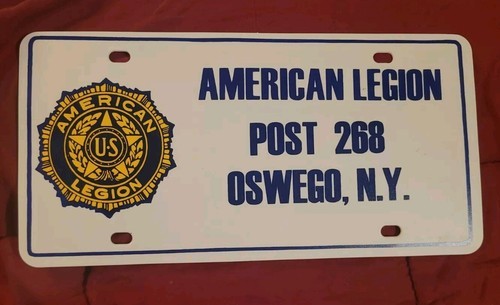 AMERICAN
U.S
LEGION
AMERICAN LEGION
POST 268
OSWEGO, N.Y.